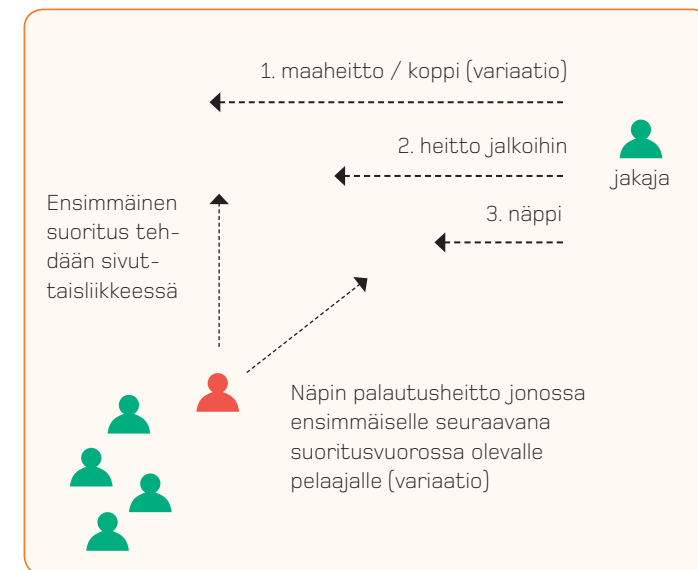 1. maaheitto / koppi (variaatio)
2. heitto jalkoihin
jakaja
3. näppi
Ensimmäinen
suoritus teh-
dään sivut-
taisliikkeessä
Näpin palautusheitto jonossa
ensimmäiselle seuraavana
suoritusvuorossa olevalle
pelaajalle (variaatio)